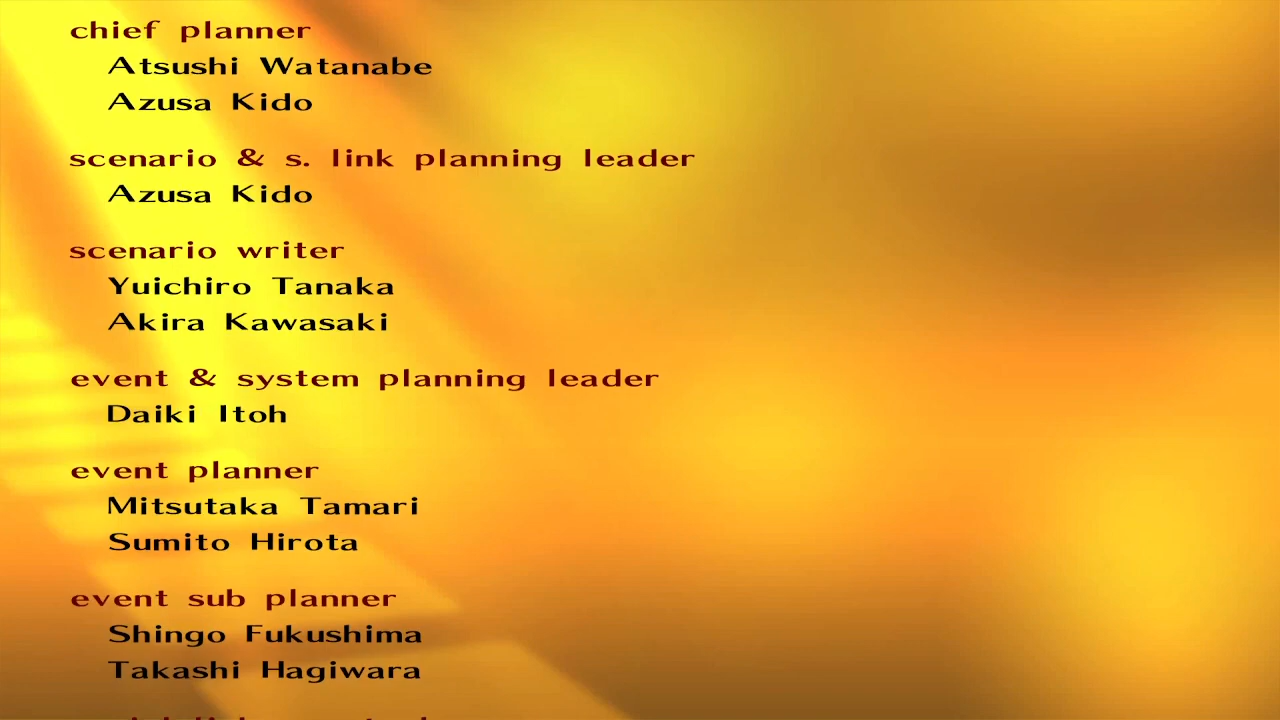 chief planner
Atsushi Watanabe
Azusa Kido
scenario & s. link planning leader
Azusa Kido
scenario writer
Yuichiro Tanaka
Akira Kawasaki
event & system planning leader
Daiki Itoh
event planner
Mitsutaka Tamari
Sumito Hirota
event sub planner
Shingo Fukushima
Takashi Hagiwara